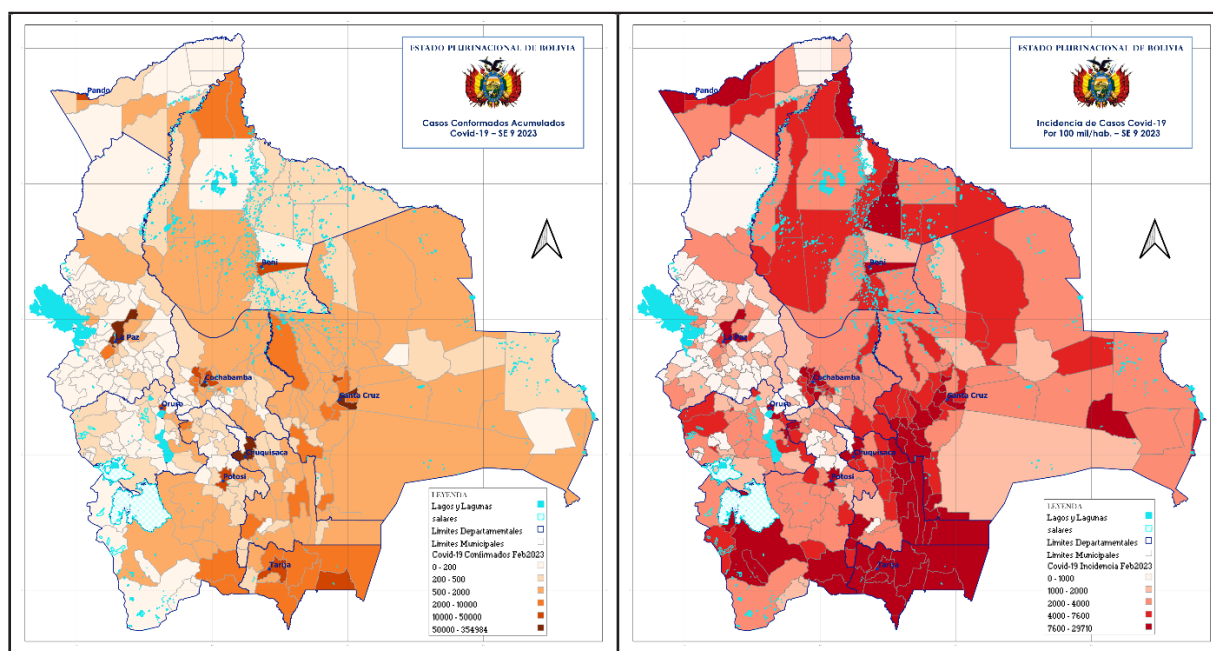 ESTADO PLURINACIONAL DE BOLIVIA
Casos Conformados Acumulados
Covid-19 – SE 9 2023
Pando
Beni
La Paz
Cochabamba
Santa Cruz
Oruro
Chuquisaca
Potosi
Tarija
LEYENDA
Lagos y Lagunas
salares
Limites Departamentales
Limites Municipales
Covid-19 Confirmados Feb2023
0 - 200
200 - 500
500 - 2000
2000 - 10000
10000 - 50000
50000 - 354984
ESTADO PLURINACIONAL DE BOLIVIA
Incidencia de Casos Covid-19
Por 100 mil/hab. – SE 9 2023
Pando
Beni
La Paz
Cochabamba
Santa Cruz
Oruro
Chuquisaca
Potosi
Tarija
LEYENDA
Lagos y Lagunas
salares
Limites Departamentales
Limites Municipales
Covid-19 Incidencia Feb2023
0 - 1000
1000 - 2000
2000 - 4000
4000 - 7600
7600 - 29710